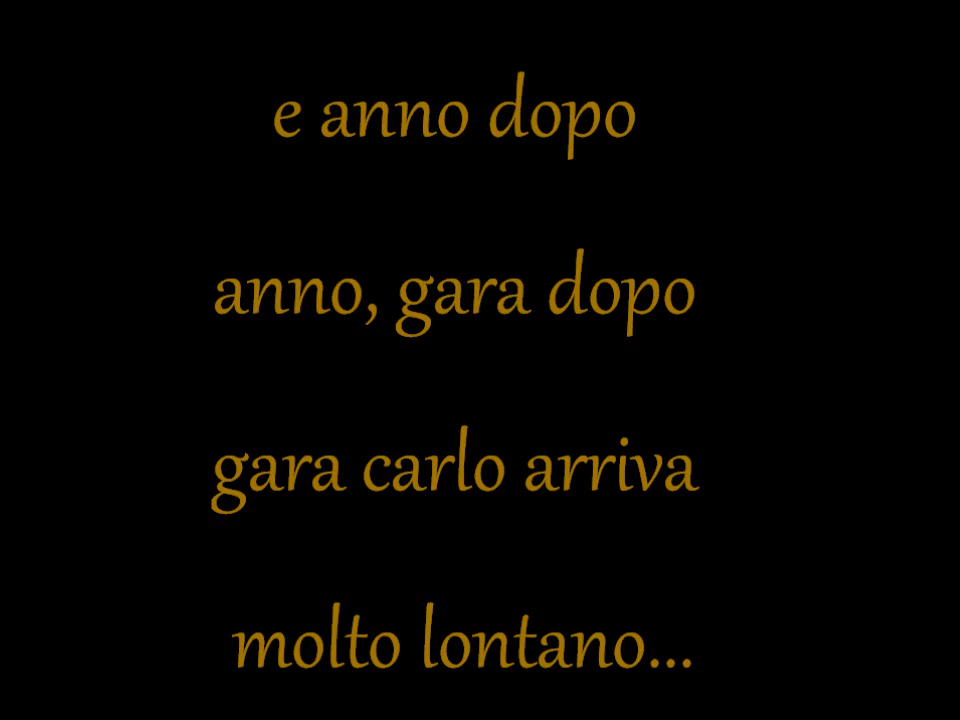 e anno dopo
anno, gara dopo
gara carlo arriva
molto lontano...